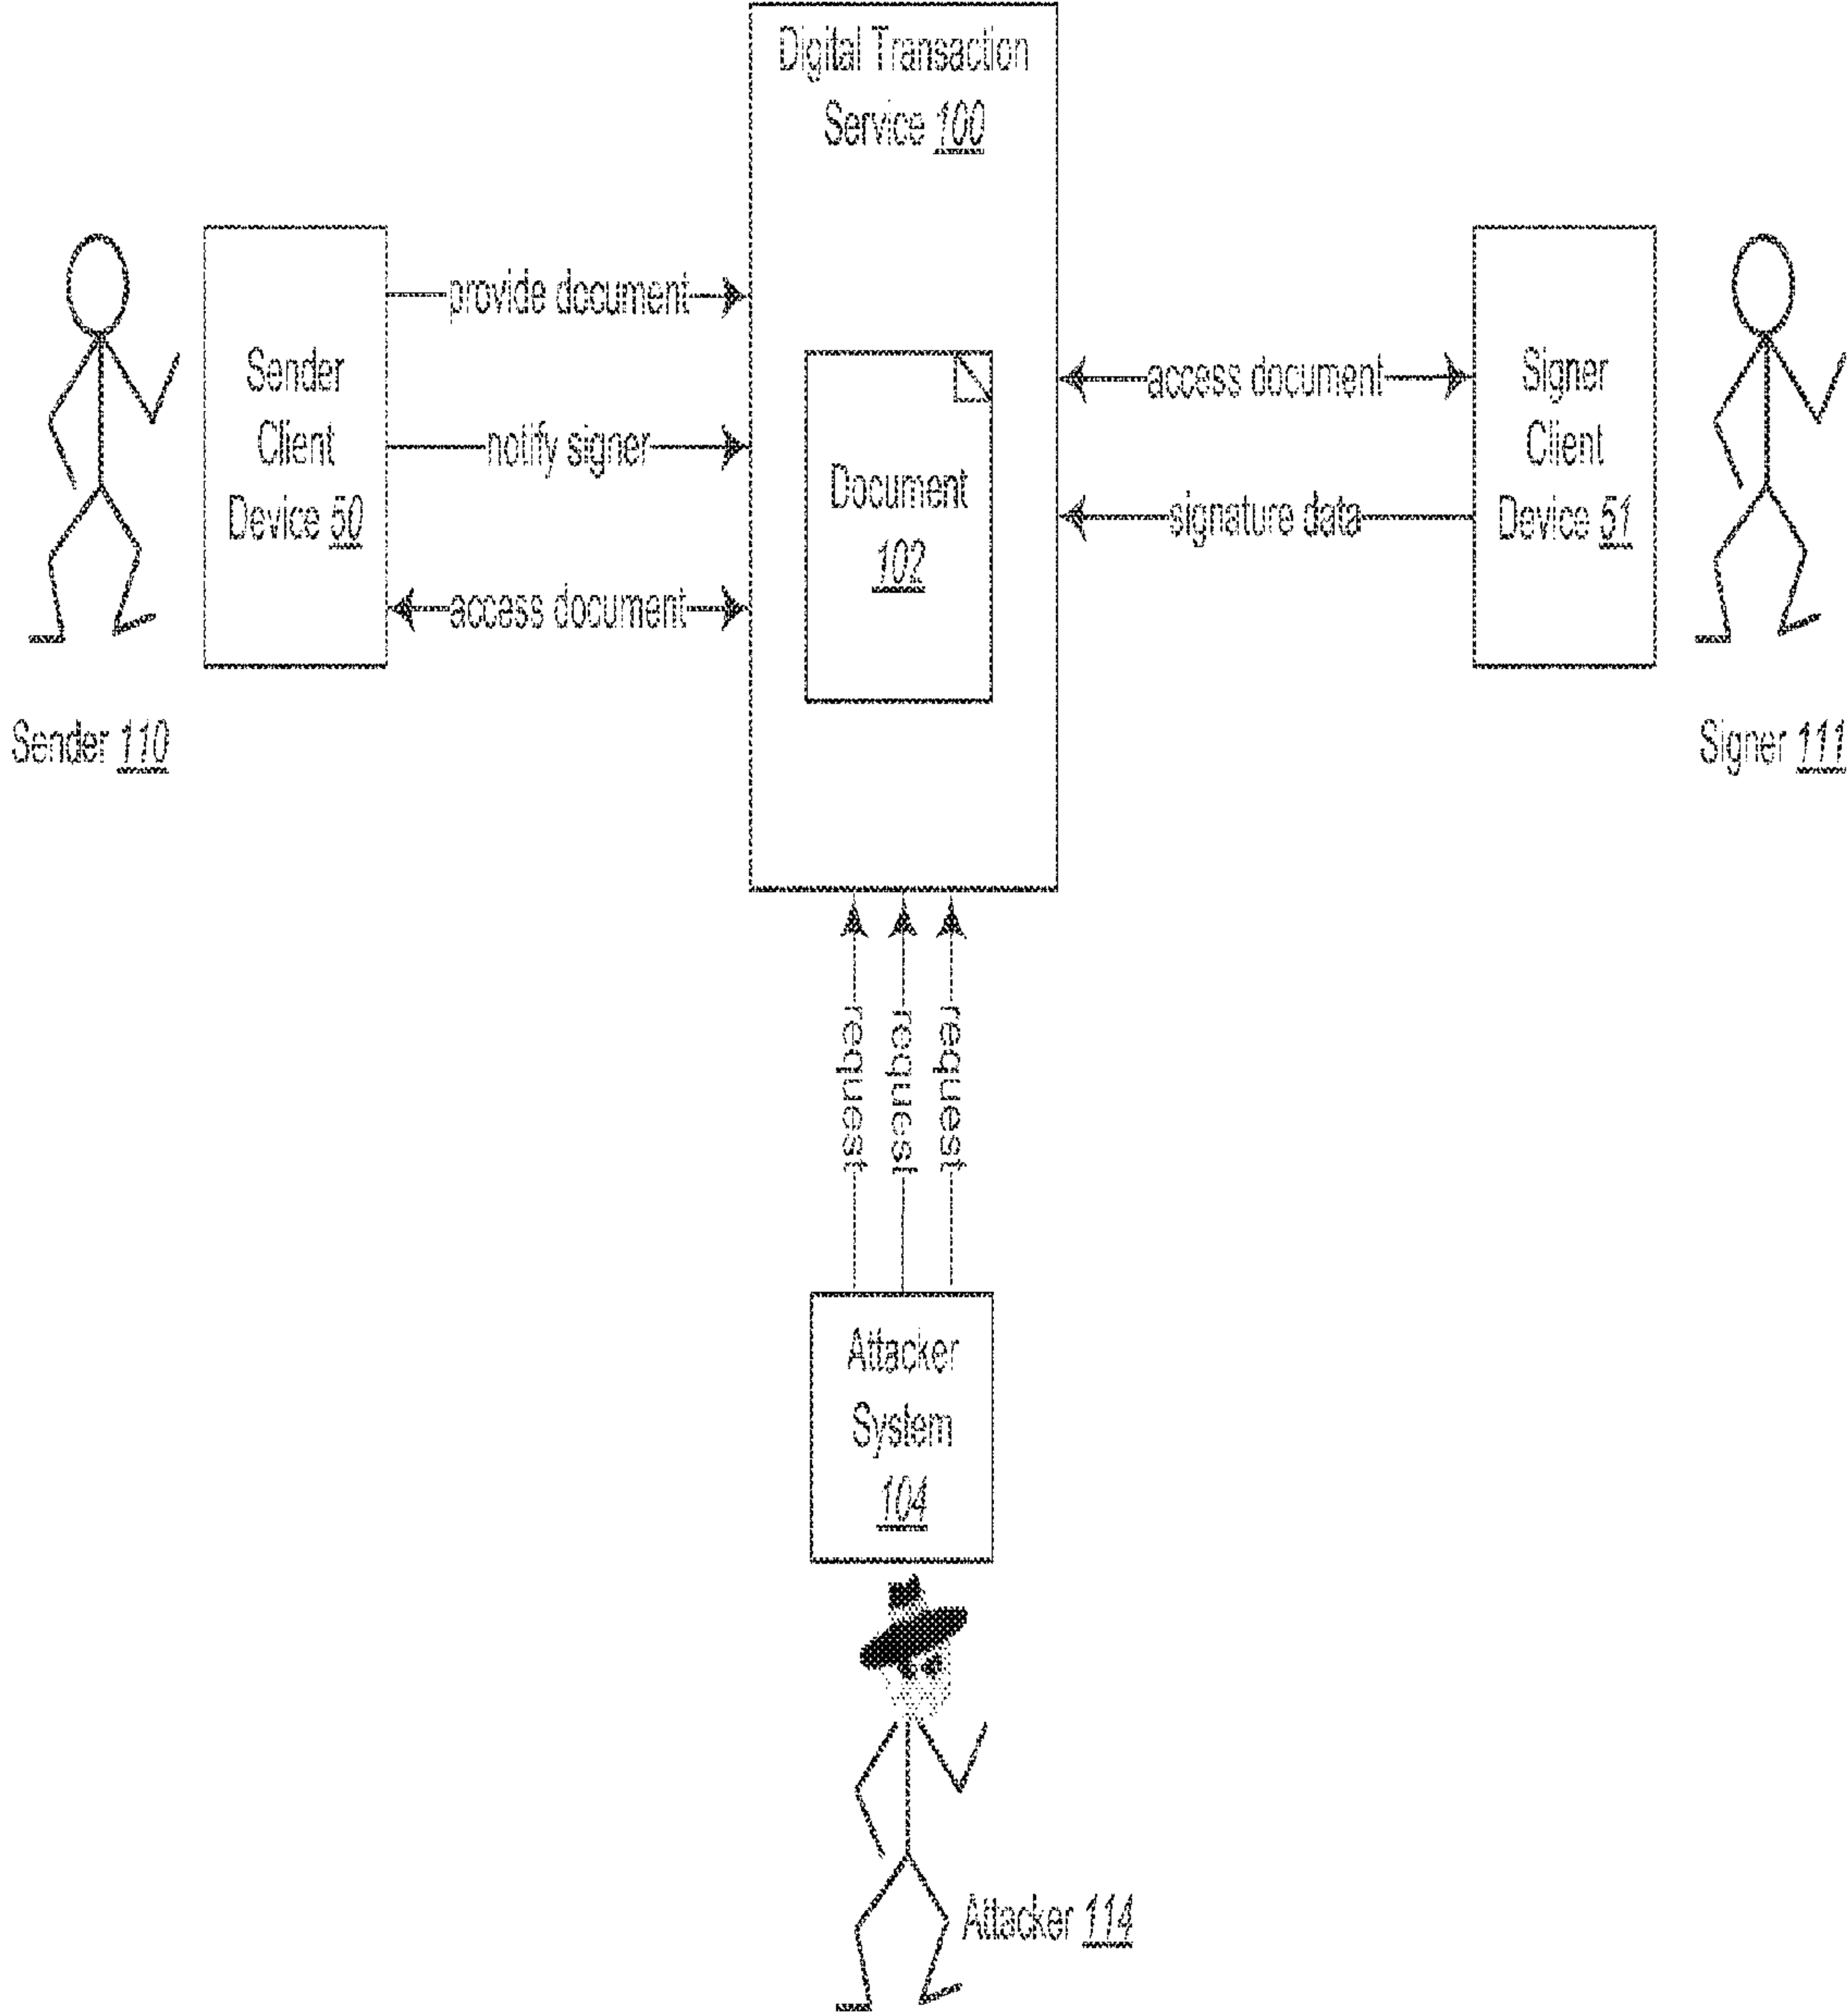 Digital Transaction
Service 100
provide document
Sender
Client
Device 50
notify signer
access document
Sender 110
Document
102
access document
signature data
Signer
Client
Device 51
Signer 111
request
request
request
Attacker
System
104
Attacker 114